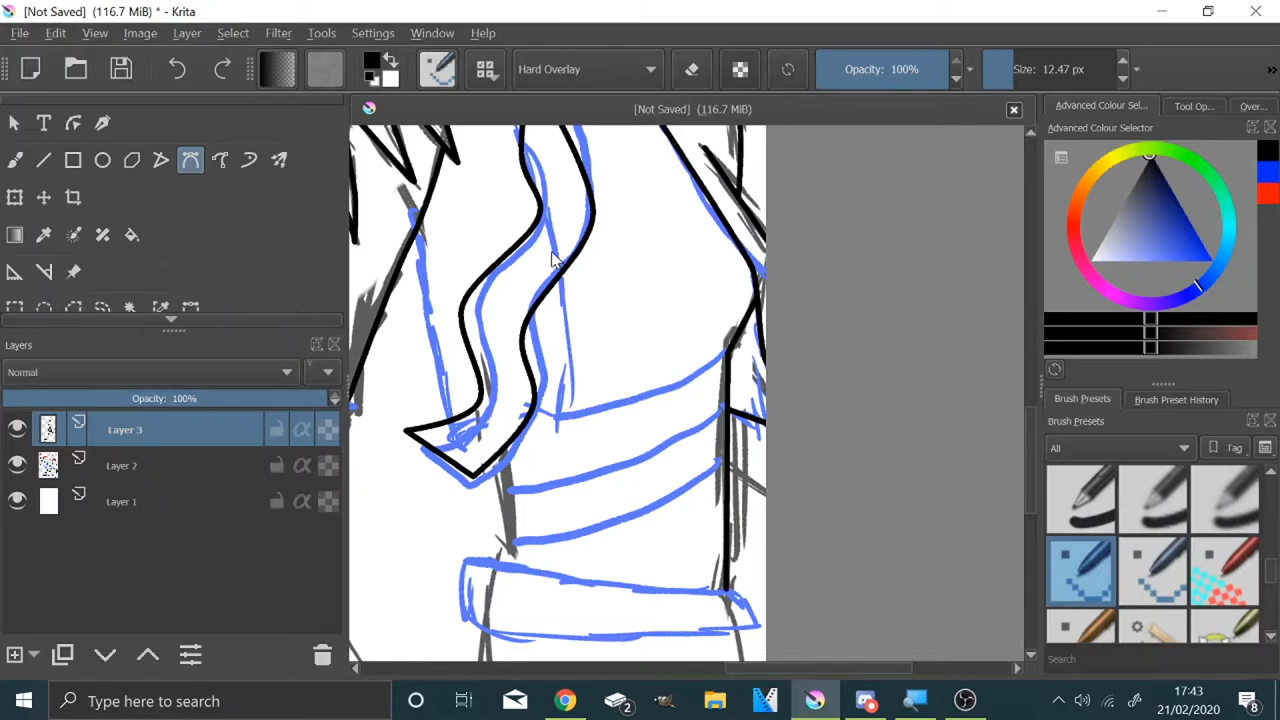 [Not Saved] (116.7 MiB) * - Krita
File Edit View Image Layer Select Filter Tools Settings Window Help
Hard Overlay
Opacity: 100%
Size: 12.47 px
[Not Saved] (116.7 MiB)
Advanced Colour Sel... Tool Op... Over...
Advanced Colour Selector
Layers
Normal
Opacity: 100%
Layer 3
Layer 2
Layer 1
Brush Presets Brush Preset History
Brush Presets
All Tag
Search
Type here to search
2
17:43
21/02/2020
8